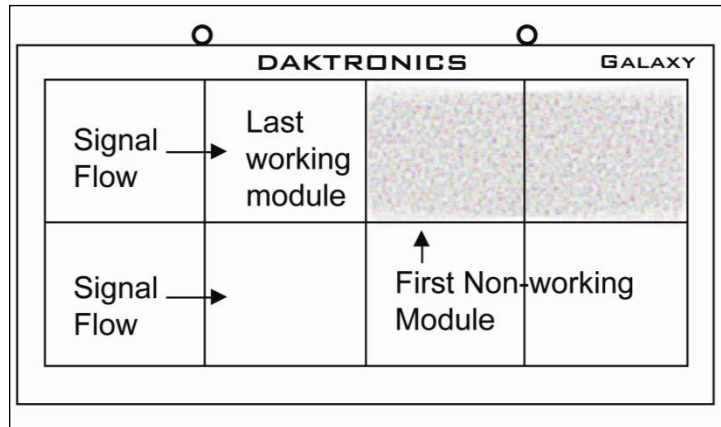 DAKTRONICS
GALAXY
Signal
Flow
Last
working
module
Signal
Flow
First Non-working
Module